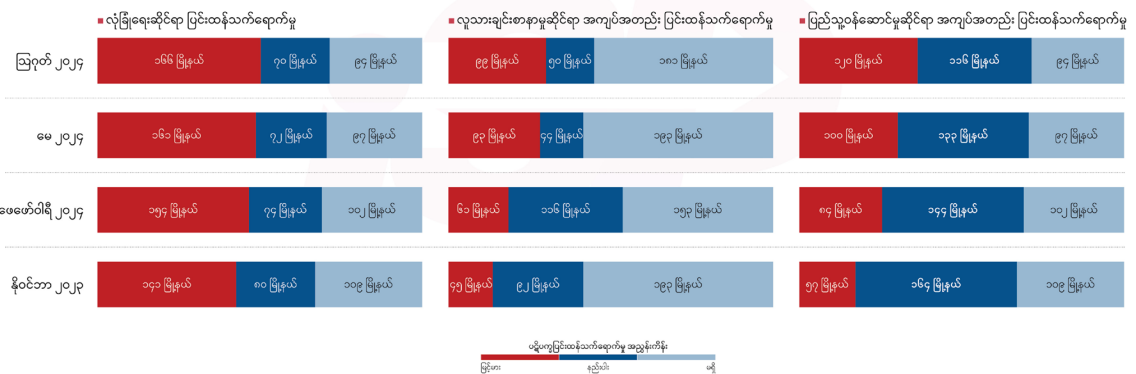 လုံခြုံရေးဆိုင်ရာ ပြင်းထန်သက်ရောက်မှု
လူသားချင်းစာနာမှုဆိုင်ရာ အကျပ်အတည်း ပြင်းထန်သက်ရောက်မှု
ပြည်သူ့ဝန်ဆောင်မှုဆိုင်ရာ အကျပ်အတည်း ပြင်းထန်သက်ရောက်မှု
ဩဂုတ် ၂၀၂၄
၁၆၆ မြို့နယ် ၇၀ မြို့နယ် ၉၄ မြို့နယ်
၉၉ မြို့နယ် ၅၀ မြို့နယ် ၁၈၁ မြို့နယ်
၁၂၀ မြို့နယ် ၁၁၆ မြို့နယ် ၉၄ မြို့နယ်
မေ ၂၀၂၄
၁၆၁ မြို့နယ် ၇၂ မြို့နယ် ၉၇ မြို့နယ်
၉၃ မြို့နယ် ၄၄ မြို့နယ် ၁၉၃ မြို့နယ်
၁၀၀ မြို့နယ် ၁၃၃ မြို့နယ် ၉၇ မြို့နယ်
ဖေဖော်ဝါရီ ၂၀၂၄
၁၅၄ မြို့နယ် ၇၄ မြို့နယ် ၁၀၂ မြို့နယ်
၆၁ မြို့နယ် ၁၁၆ မြို့နယ် ၁၅၃ မြို့နယ်
၈၄ မြို့နယ် ၁၄၄ မြို့နယ် ၁၀၂ မြို့နယ်
နိုဝင်ဘာ ၂၀၂၃
၁၄၁ မြို့နယ် ၈၀ မြို့နယ် ၁၀၉ မြို့နယ်
၄၅ မြို့နယ် ၉၂ မြို့နယ် ၁၉၃ မြို့နယ်
၅၇ မြို့နယ် ၁၆၄ မြို့နယ် ၁၀၉ မြို့နယ်
ပဋိပက္ခပြင်းထန်သက်ရောက်မှု အညွှန်းကိန်း
မြင့်မား နည်းပါး မရှိ